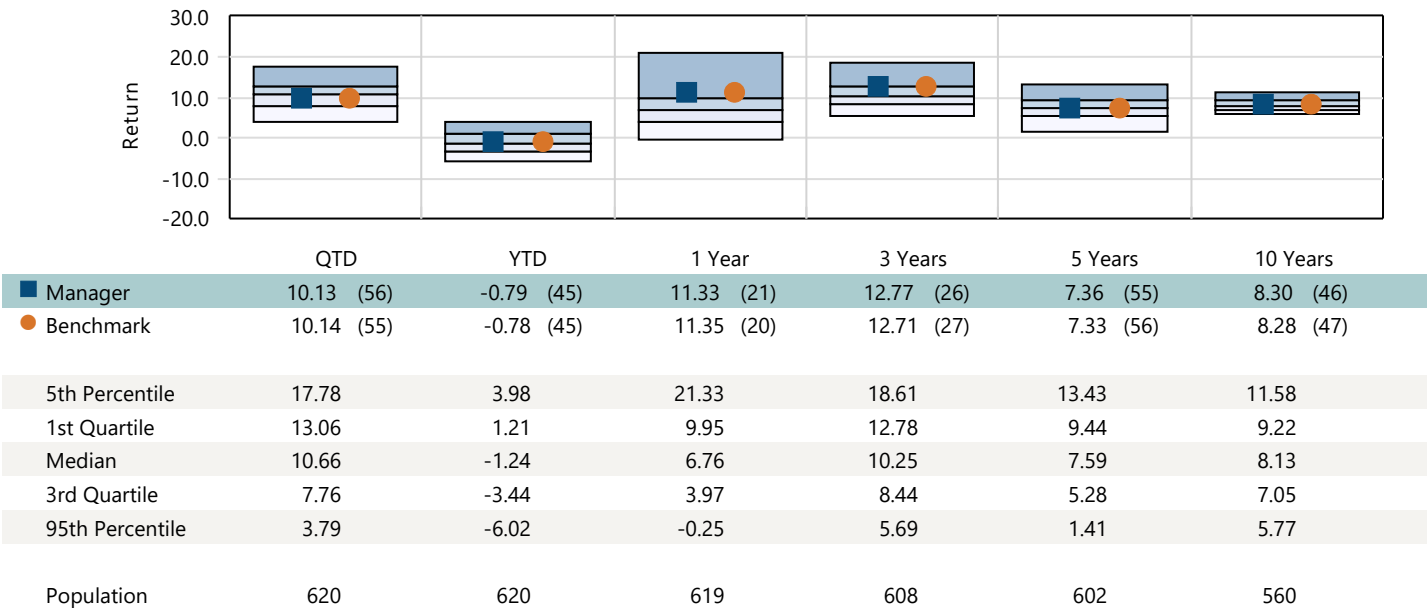 30.0
20.0
10.0
0.0
-10.0
-20.0
Return
QTD YTD 1 Year 3 Years 5 Years 10 Years
Manager 10.13 (56) -0.79 (45) 11.33 (21) 12.77 (26) 7.36 (55) 8.30 (46)
Benchmark 10.14 (55) -0.78 (45) 11.35 (20) 12.71 (27) 7.33 (56) 8.28 (47)
5th Percentile 17.78 3.98 21.33 18.61 13.43 11.58
1st Quartile 13.06 1.21 9.95 12.78 9.44 9.22
Median 10.66 -1.24 6.76 10.25 7.59 8.13
3rd Quartile 7.76 -3.44 3.97 8.44 5.28 7.05
95th Percentile 3.79 -6.02 -0.25 5.69 1.41 5.77
Population 620 620 619 608 602 560